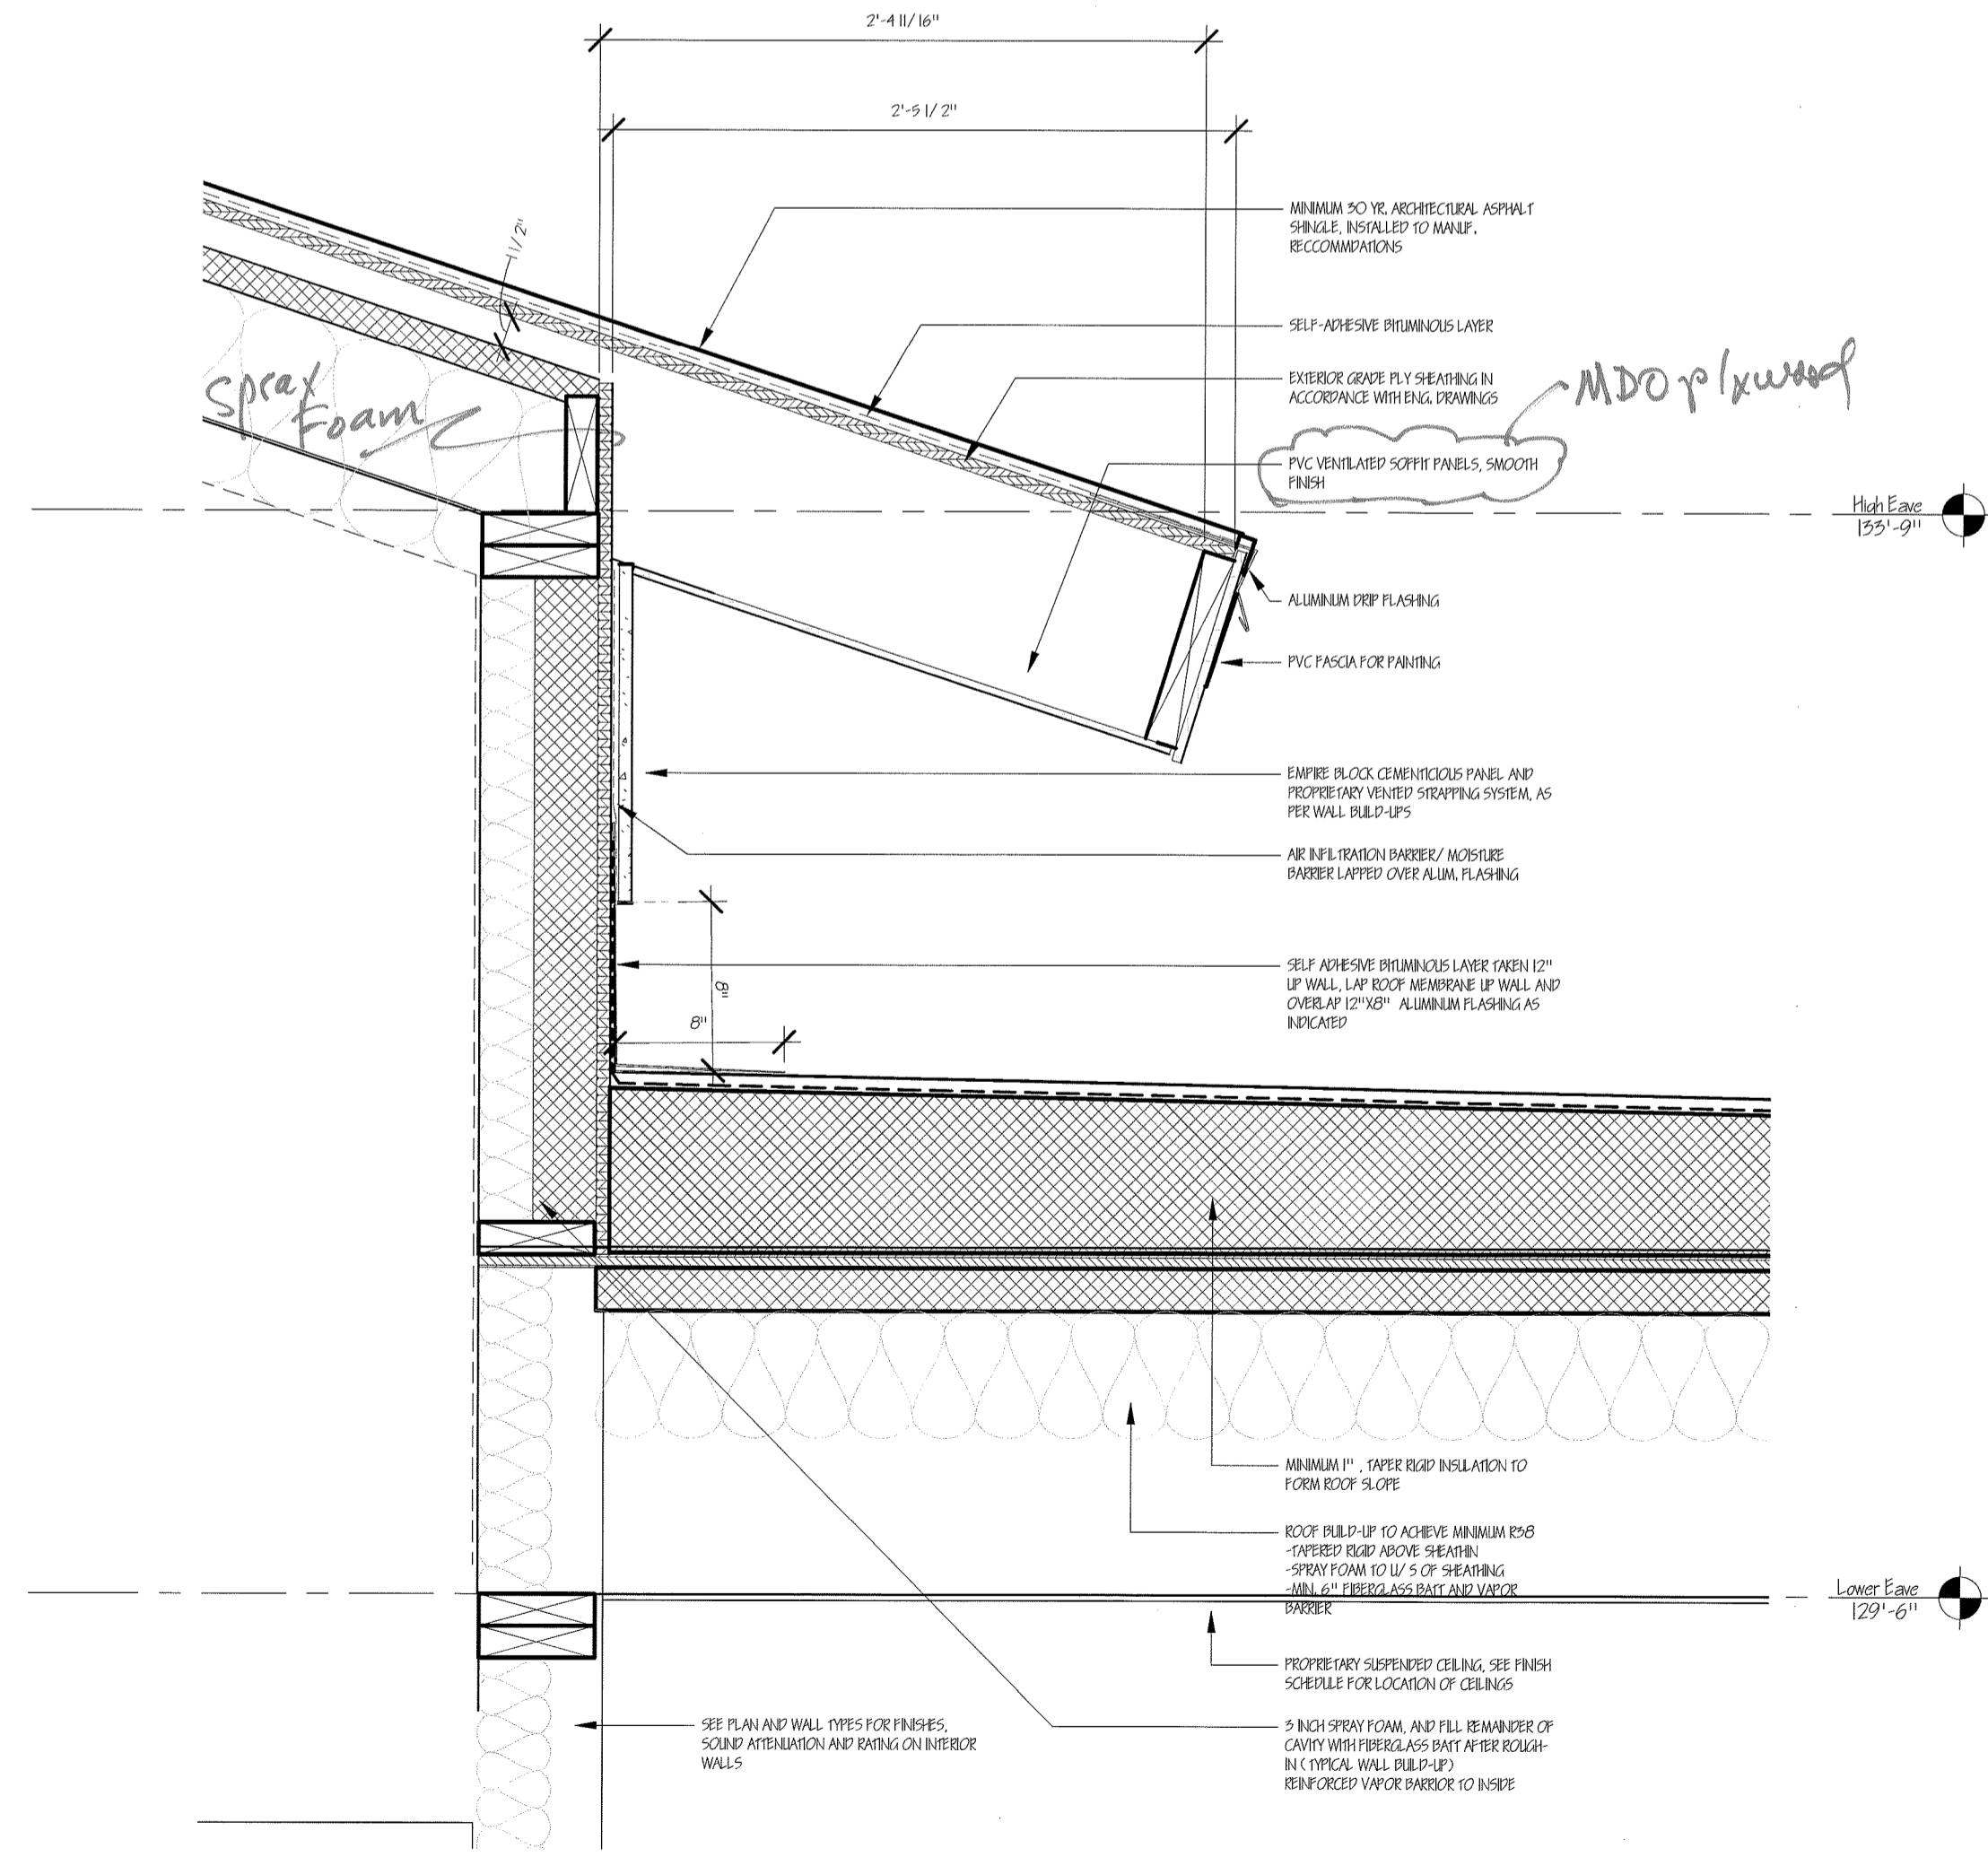 2'-4 11/16"
2'-5 1/2"
1 1/2"
MINIMUM 30 YR. ARCHITECTURAL ASPHALT
SHINGLE, INSTALLED TO MANUF.
RECCOMMDATIONS
SELF-ADHESIVE BITUMINOUS LAYER
EXTERIOR GRADE PLY SHEATHING IN
ACCORDANCE WITH ENG. DRAWINGS
MDO plywood
Spray
Foam
PVC VENTILATED SOFFIT PANELS, SMOOTH
FINISH
High Eave
133'-9"
ALUMINUM DRIP FLASHING
PVC FASCIA FOR PAINTING
EMPIRE BLOCK CEMENTICIOUS PANEL AND
PROPRIETARY VENTED STRAPPING SYSTEM, AS
PER WALL BUILD-UPS
AIR INFILTRATION BARRIER/ MOISTURE
BARRIER LAPPED OVER ALUM. FLASHING
SELF ADHESIVE BITUMINOUS LAYER TAKEN 12"
UP WALL, LAP ROOF MEMBRANE UP WALL AND
OVERLAP 12"X8" ALUMINUM FLASHING AS
INDICATED
8"
8"
MINIMUM 1" , TAPER RIGID INSULATION TO
FORM ROOF SLOPE
ROOF BUILD-UP TO ACHIEVE MINIMUM R38
-TAPERED RIGID ABOVE SHEATHIN
-SPRAY FOAM TO U/ S OF SHEATHING
-MIN. 6" FIBERGLASS BATT AND VAPOR
BARRIER
Lower Eave
129'-6"
PROPRIETARY SUSPENDED CEILING, SEE FINISH
SCHEDULE FOR LOCATION OF CEILINGS
SEE PLAN AND WALL TYPES FOR FINISHES,
SOUND ATTENUATION AND RATING ON INTERIOR
WALLS
3 INCH SPRAY FOAM, AND FILL REMAINDER OF
CAVITY WITH FIBERGLASS BATT AFTER ROUGH-
IN ( TYPICAL WALL BUILD-UP)
REINFORCED VAPOR BARRIOR TO INSIDE